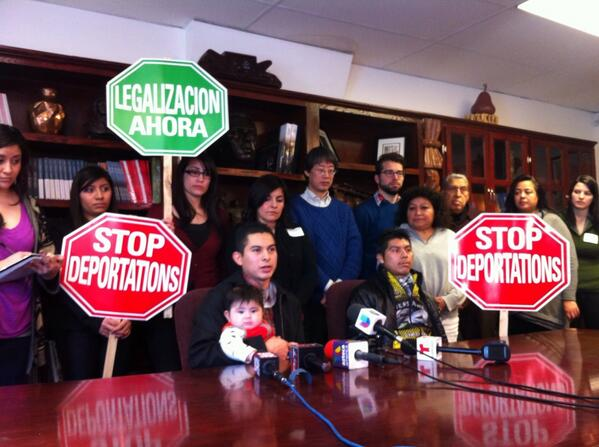 LEGALIZACION
AHORA
STOP
DEPORTATIONS
STOP
DEPORTATIONS